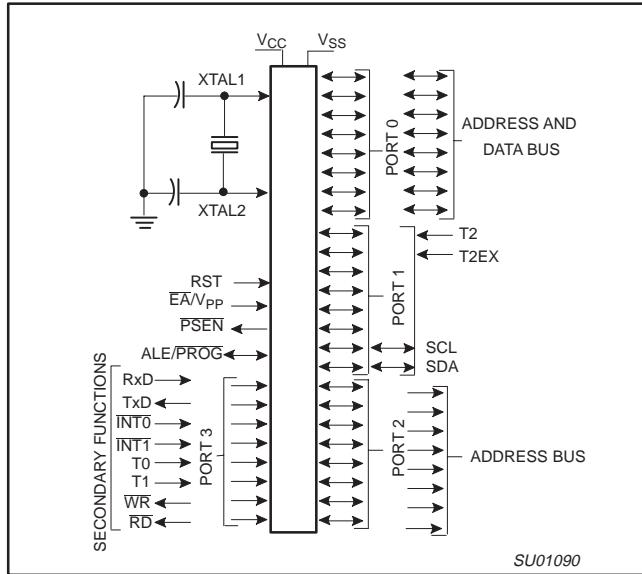 VCC VSS
XTAL1
XTAL2
PORT 0
ADDRESS AND
DATA BUS
PORT 1
T2
T2EX
SCL
SDA
RST
EA/VPP
PSEN
ALE/PROG
SECONDARY FUNCTIONS
RxD
TxD
INT0
INT1
T0
T1
WR
RD
PORT 3
PORT 2
ADDRESS BUS
SU01090